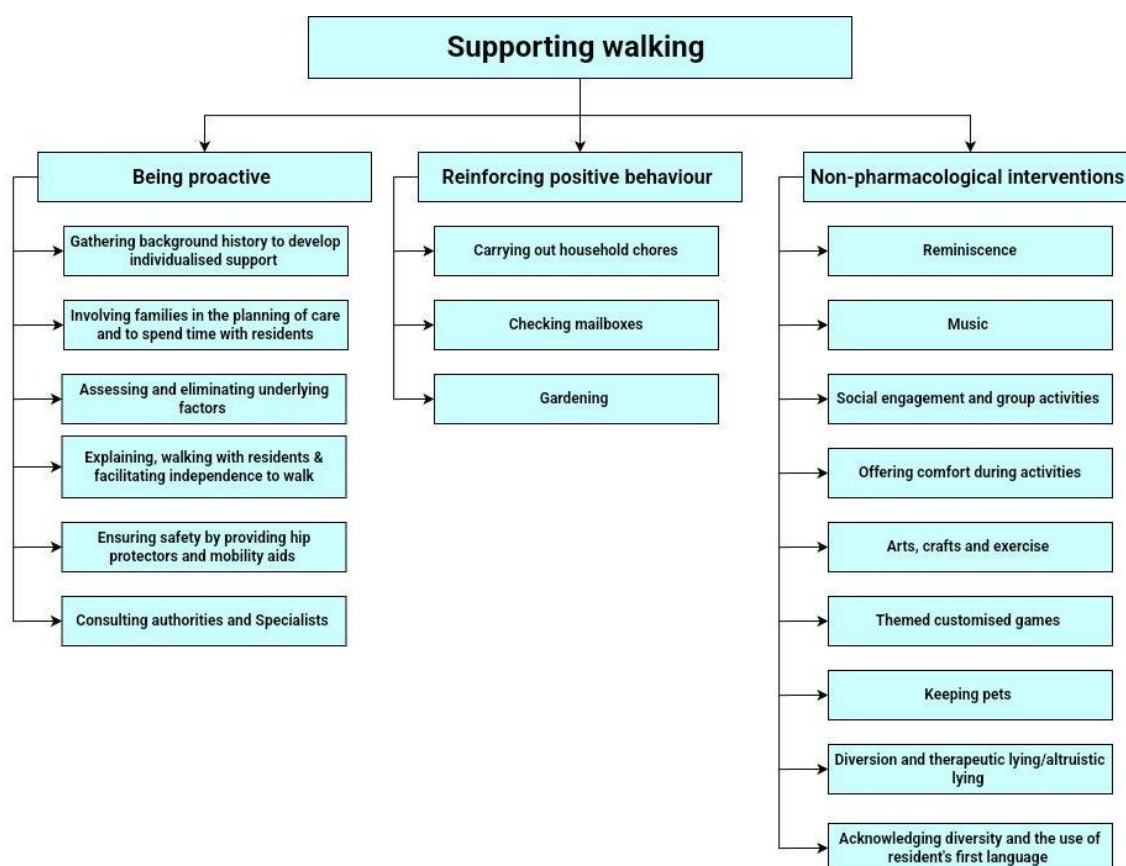 Supporting walking
Being proactive
Gathering background history to develop
individualised support
Involving families in the planning of care
and to spend time with residents
Assessing and eliminating underlying
factors
Explaining, walking with residents &
facilitating independence to walk
Ensuring safety by providing hip
protectors and mobility aids
Consulting authorities and Specialists
Reinforcing positive behaviour
Carrying out household chores
Checking mailboxes
Gardening
Non-pharmacological interventions
Reminiscence
Music
Social engagement and group activities
Offering comfort during activities
Arts, crafts and exercise
Themed customised games
Keeping pets
Diversion and therapeutic lying/altruistic
lying
Acknowledging diversity and the use of
resident's first language